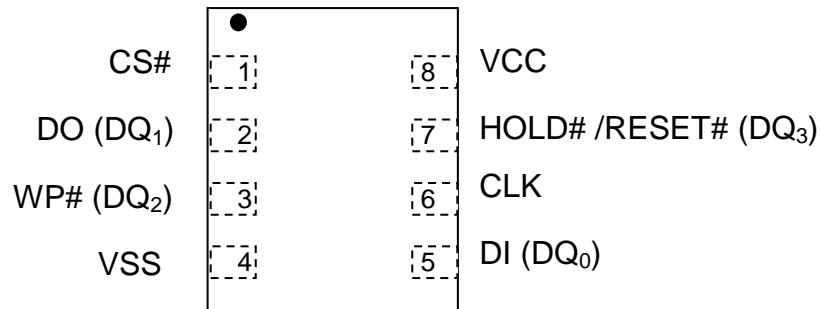 CS# 1 8 VCC
DO (DQ₁) 2 7 HOLD# /RESET# (DQ₃)
WP# (DQ₂) 3 6 CLK
VSS 4 5 DI (DQ₀)